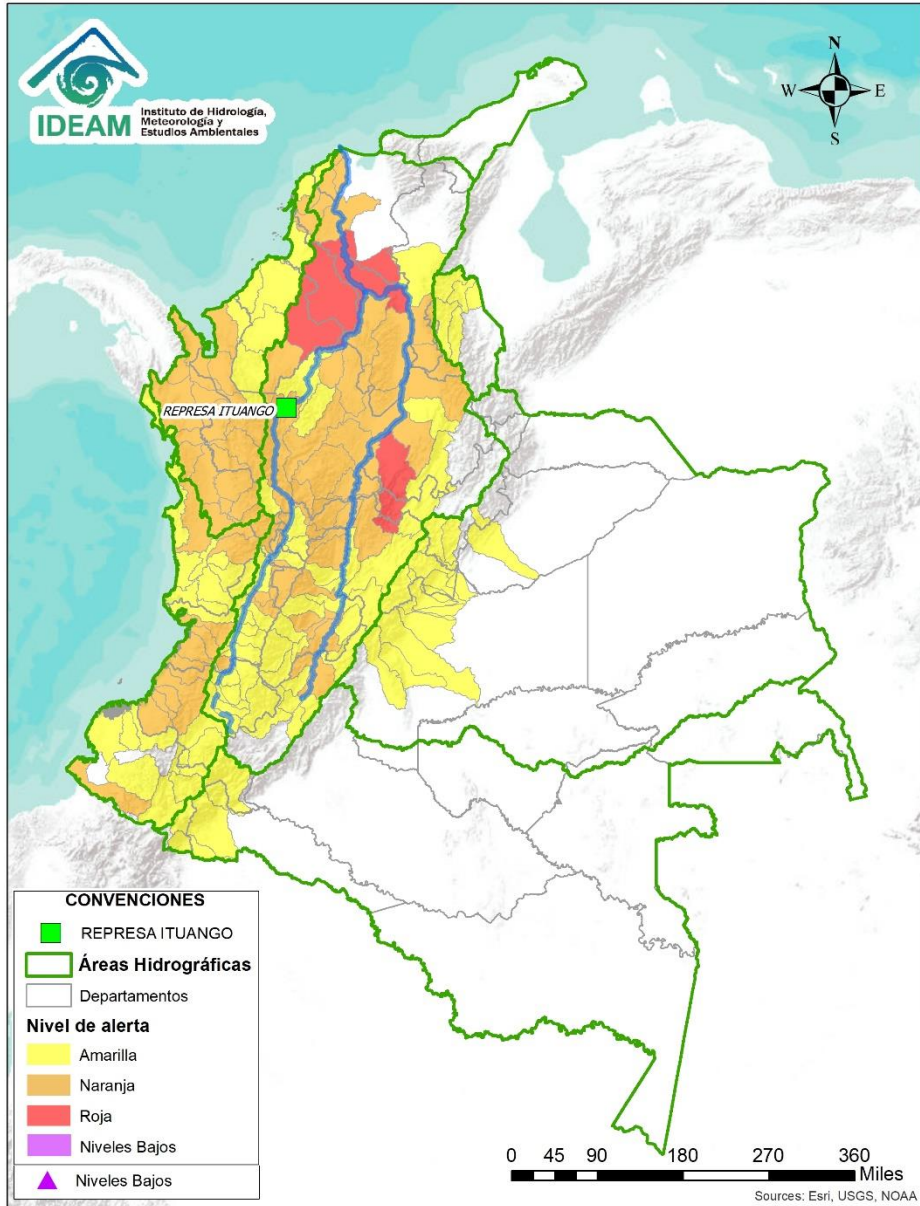 IDEAM
Instituto de Hidrología,
Meteorología y
Estudios Ambientales
N
W
E
S
REPRESA ITUANGO
CONVENCIONES
REPRESA ITUANGO
Áreas Hidrográficas
Departamentos
Nivel de alerta
Amarilla
Naranja
Roja
Niveles Bajos
Niveles Bajos
0 45 90 180 270 360
Miles
Sources: Esri, USGS, NOAA